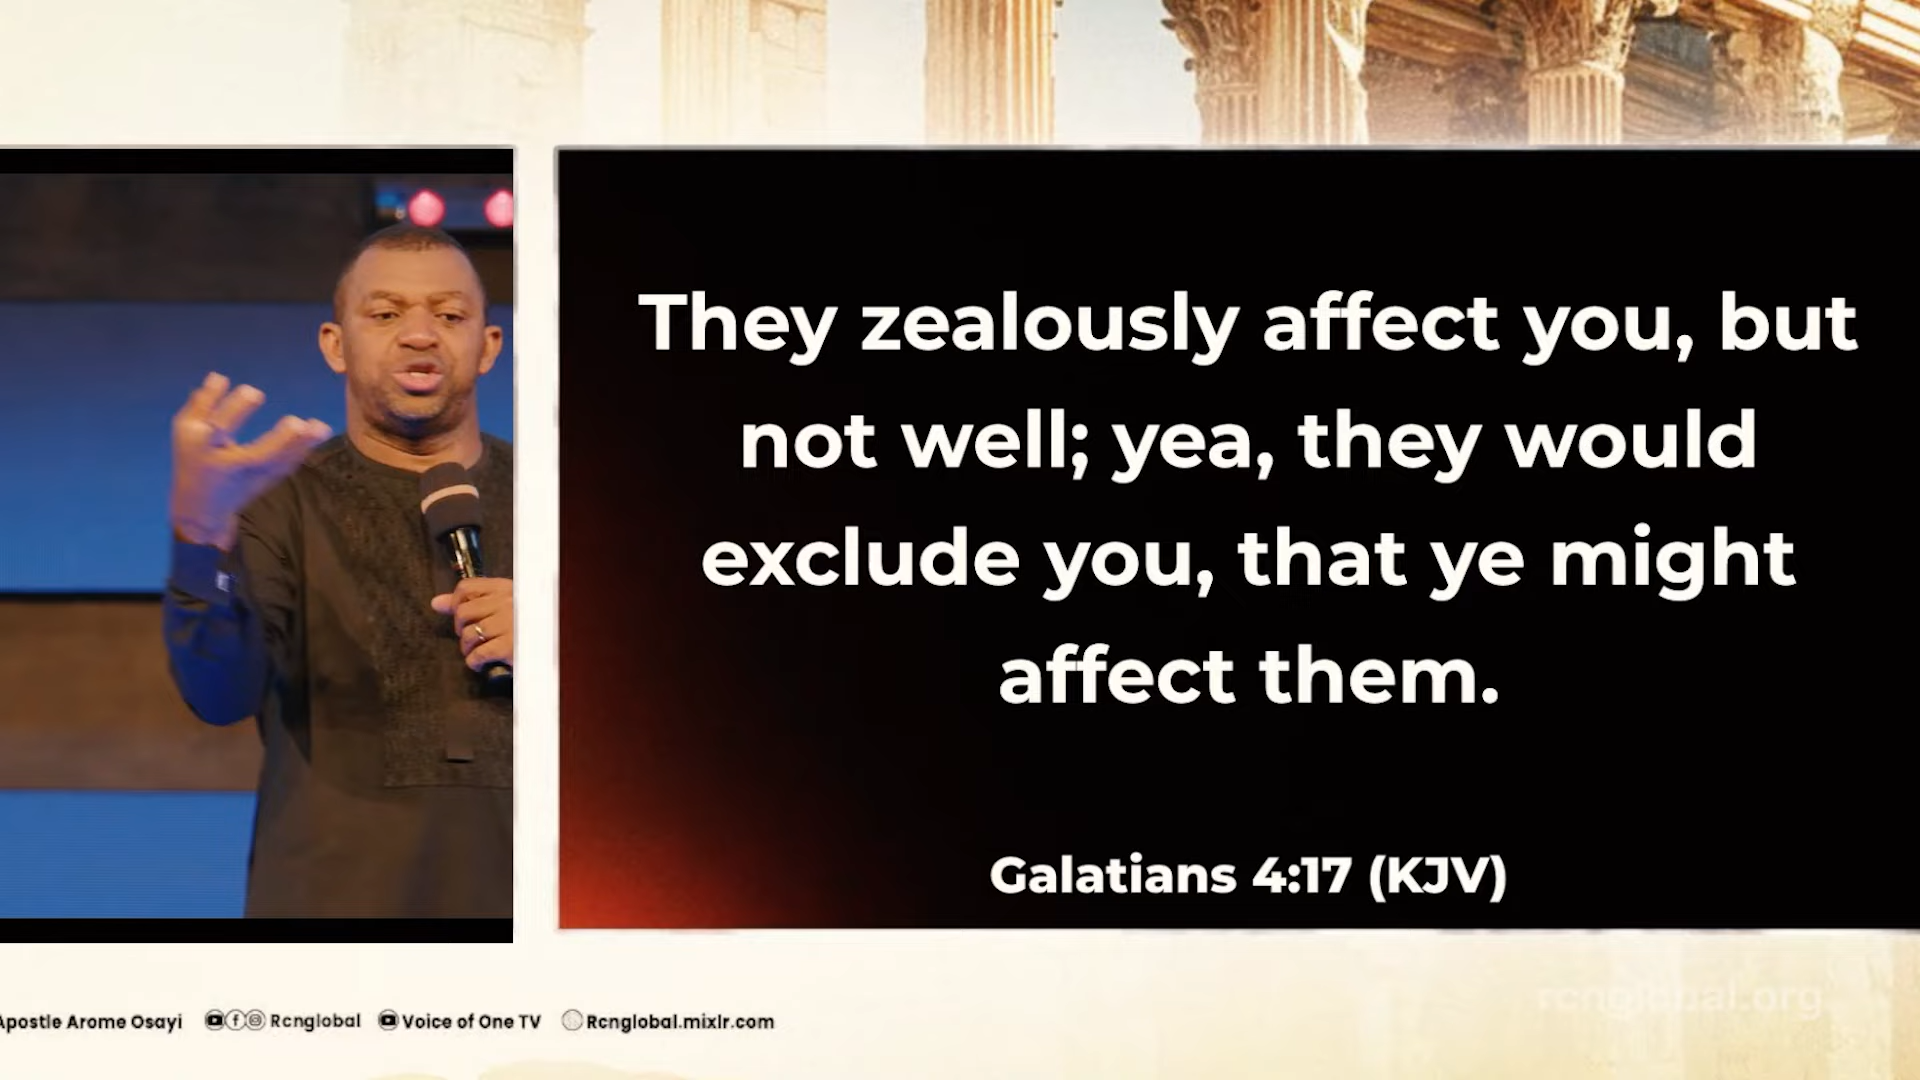 They zealously affect you, but
not well; yea, they would
exclude you, that ye might
affect them.
Galatians 4:17 (KJV)
Apostle Arome Osayi Rcnglobal Voice of One TV Rcnglobal.mixlr.com
rcnglobal.org